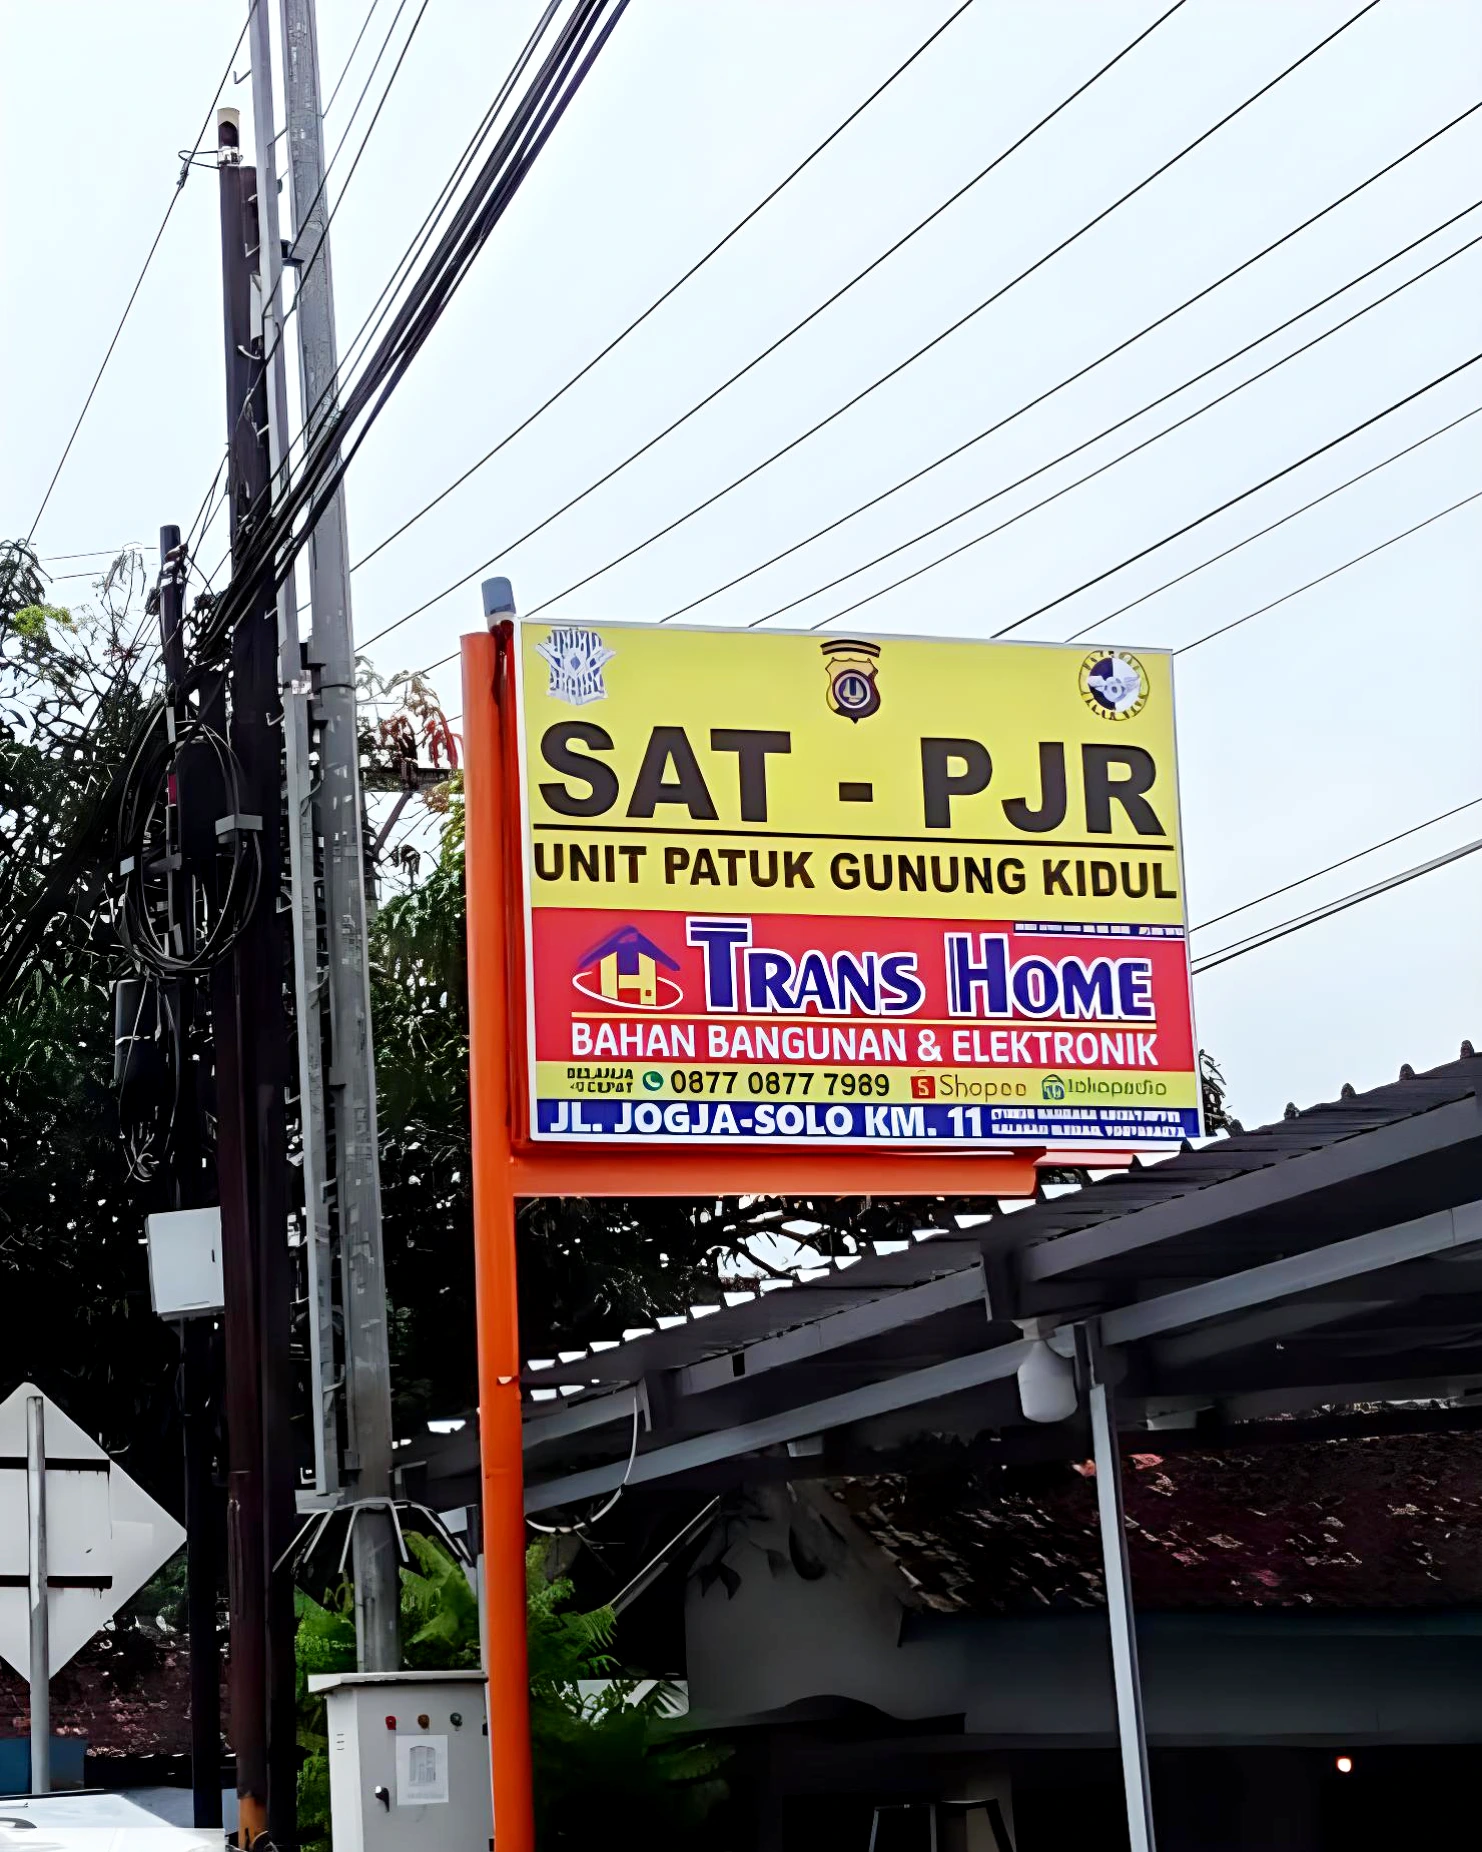 SAT - PJR
UNIT PATUK GUNUNG KIDUL
TRANS HOME
BAHAN BANGUNAN & ELEKTRONIK
0877 0877 7989 Shopee tokopedia
JL. JOGJA-SOLO KM. 11